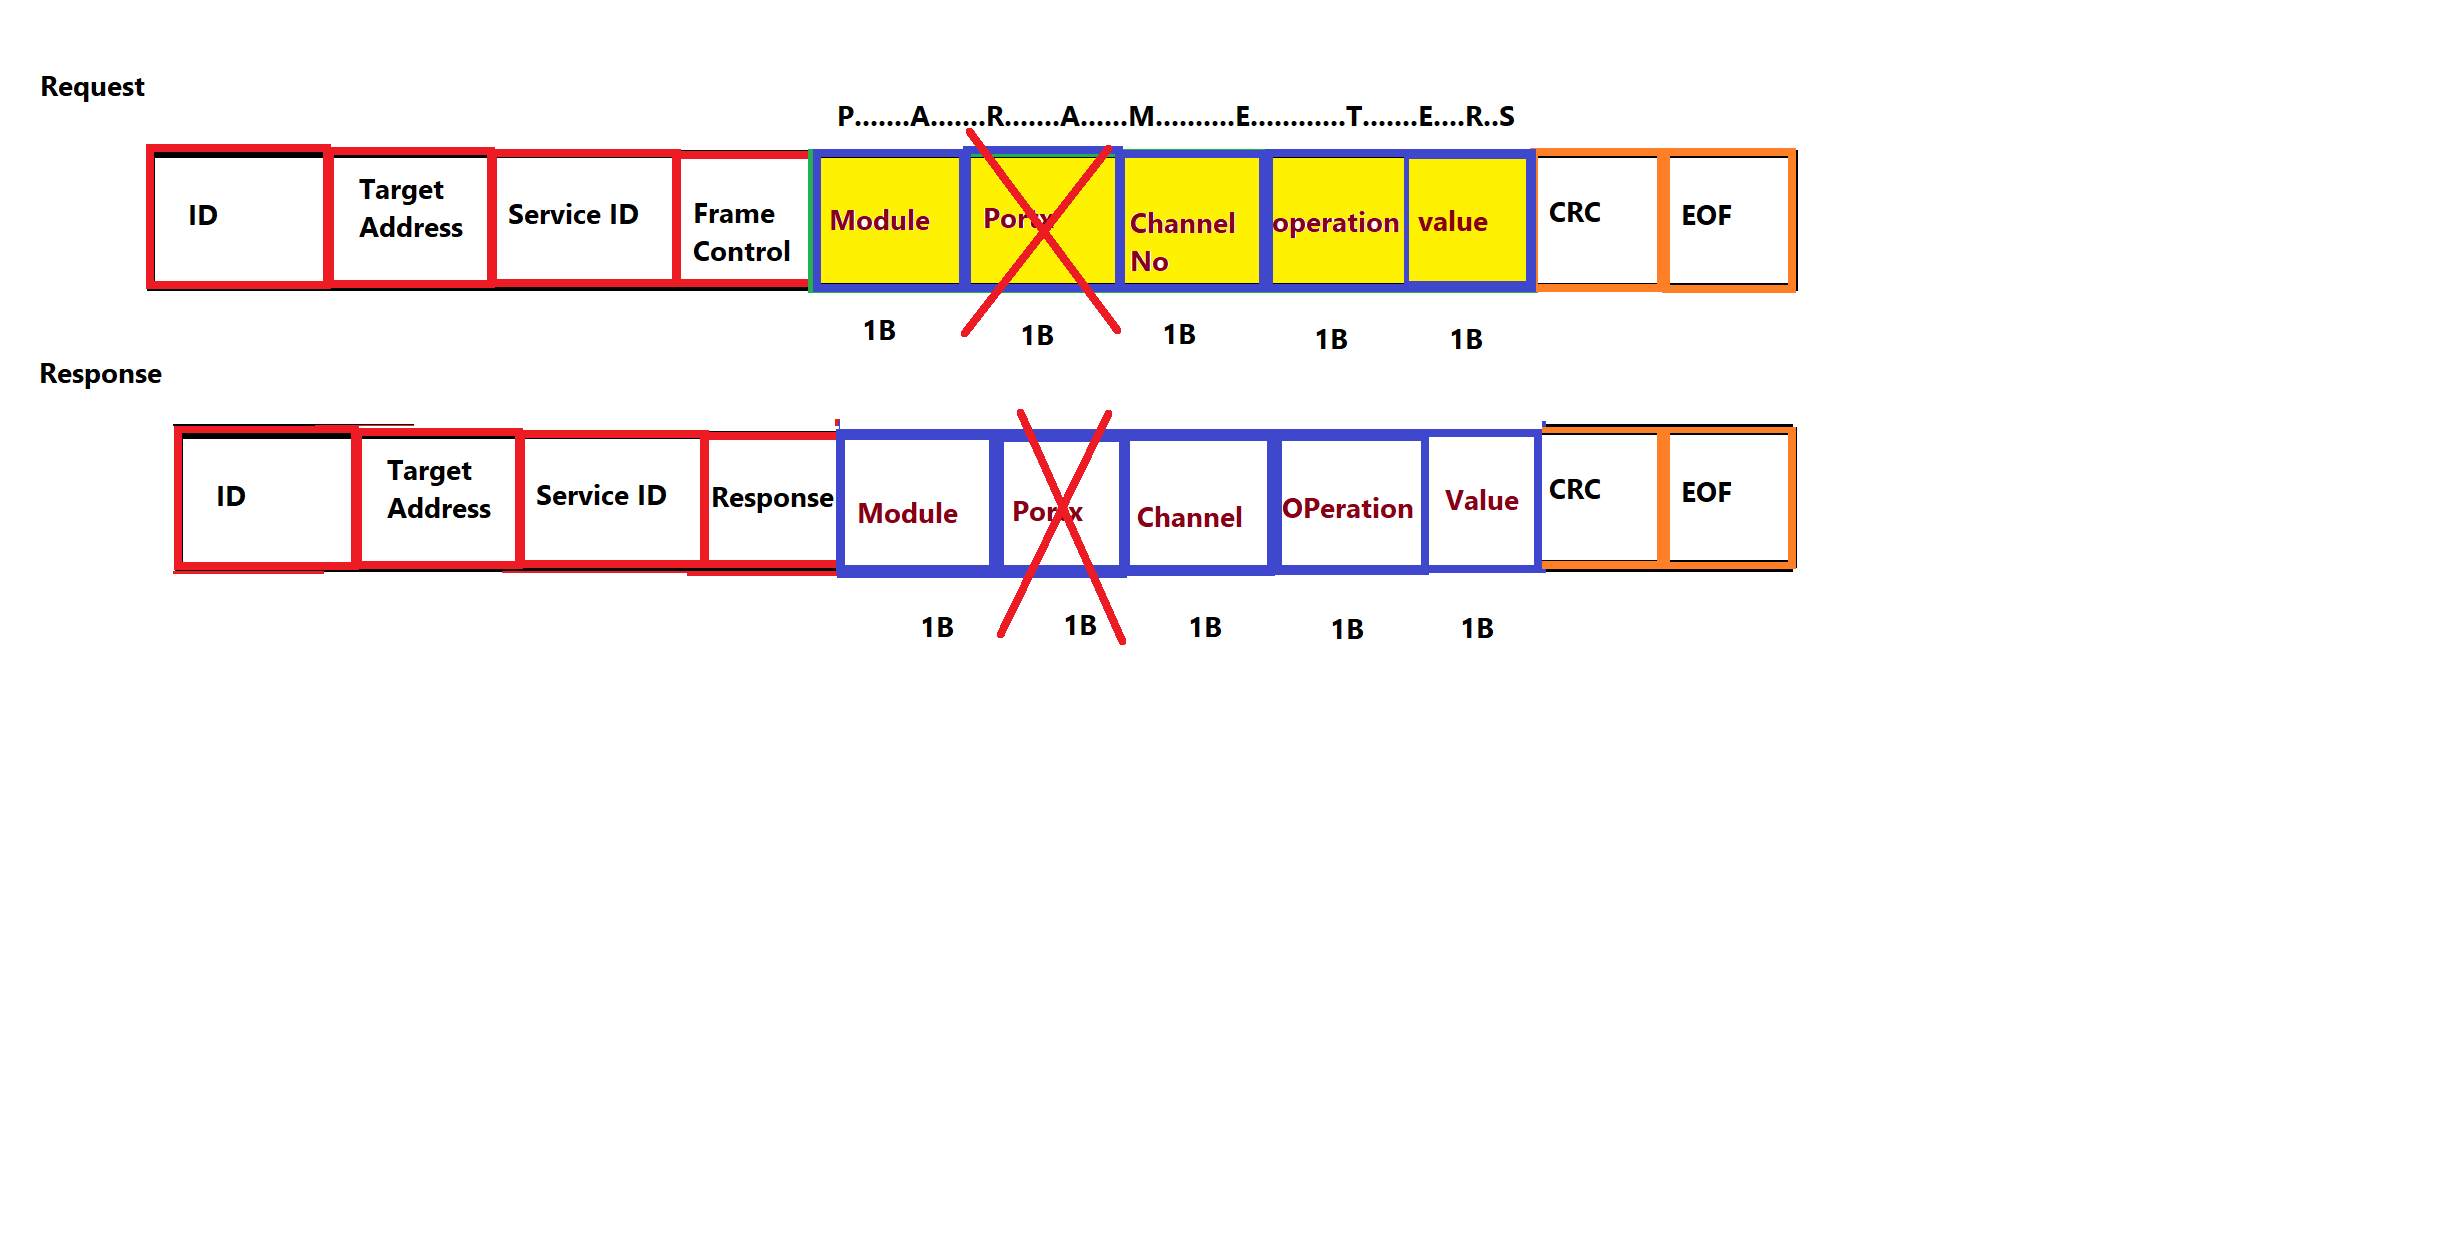 Request
P.......A.......R.......A......M..........E............T.......E....R..S
ID
Target
Address
Service ID
Frame
Control
Module
Portx
Channel
No
operation
value
CRC
EOF
1B
1B
1B
1B
1B
Response
ID
Target
Address
Service ID
Response
Module
Portx
Channel
OPeration
Value
CRC
EOF
1B
1B
1B
1B
1B